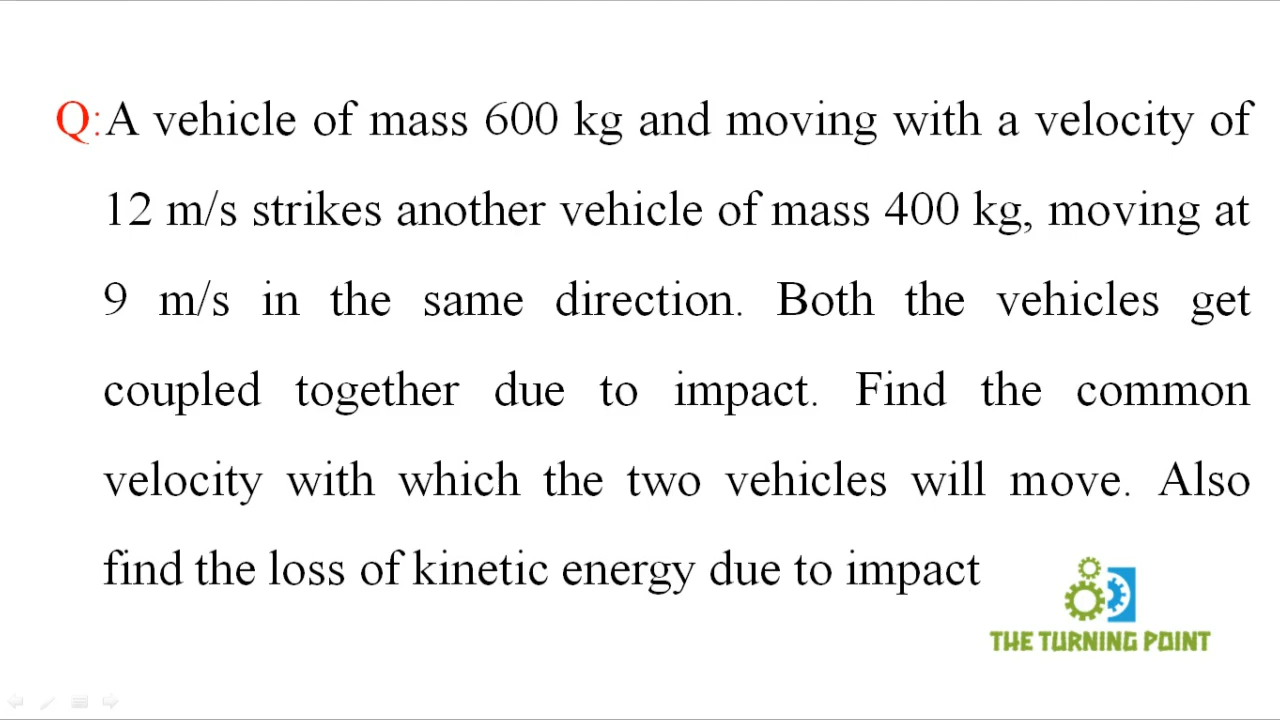 Q:A vehicle of mass 600 kg and moving with a velocity of
12 m/s strikes another vehicle of mass 400 kg, moving at
9 m/s in the same direction. Both the vehicles get
coupled together due to impact. Find the common
velocity with which the two vehicles will move. Also
find the loss of kinetic energy due to impact
THE TURNING POINT